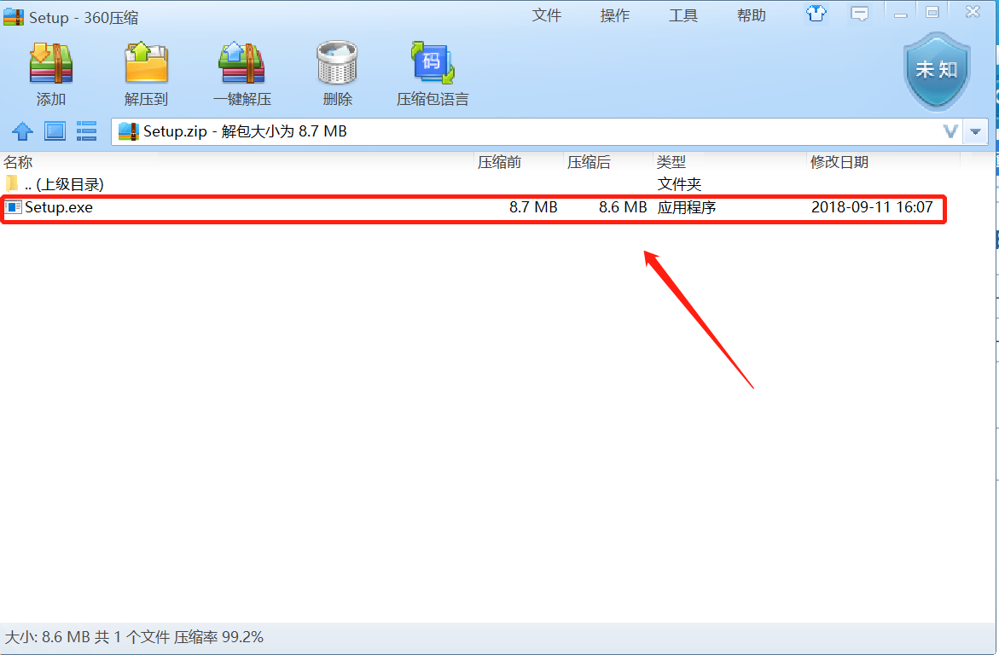 Setup - 360压缩
文件 操作 工具 帮助
添加 解压到 一键解压 删除 压缩包语言
码
未知
Setup.zip - 解包大小为 8.7 MB
名称 压缩前 压缩后 类型 修改日期
.. (上级目录) 文件夹
Setup.exe 8.7 MB 8.6 MB 应用程序 2018-09-11 16:07
大小: 8.6 MB 共 1 个文件 压缩率 99.2%